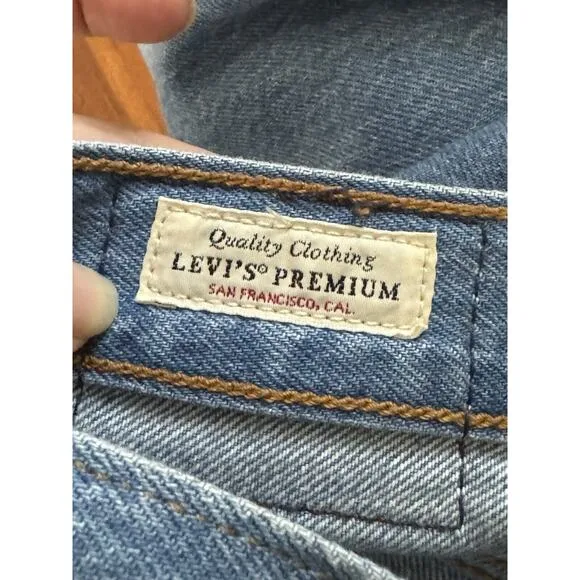 Quality Clothing
LEVI'S® PREMIUM
SAN FRANCISCO, CAL.